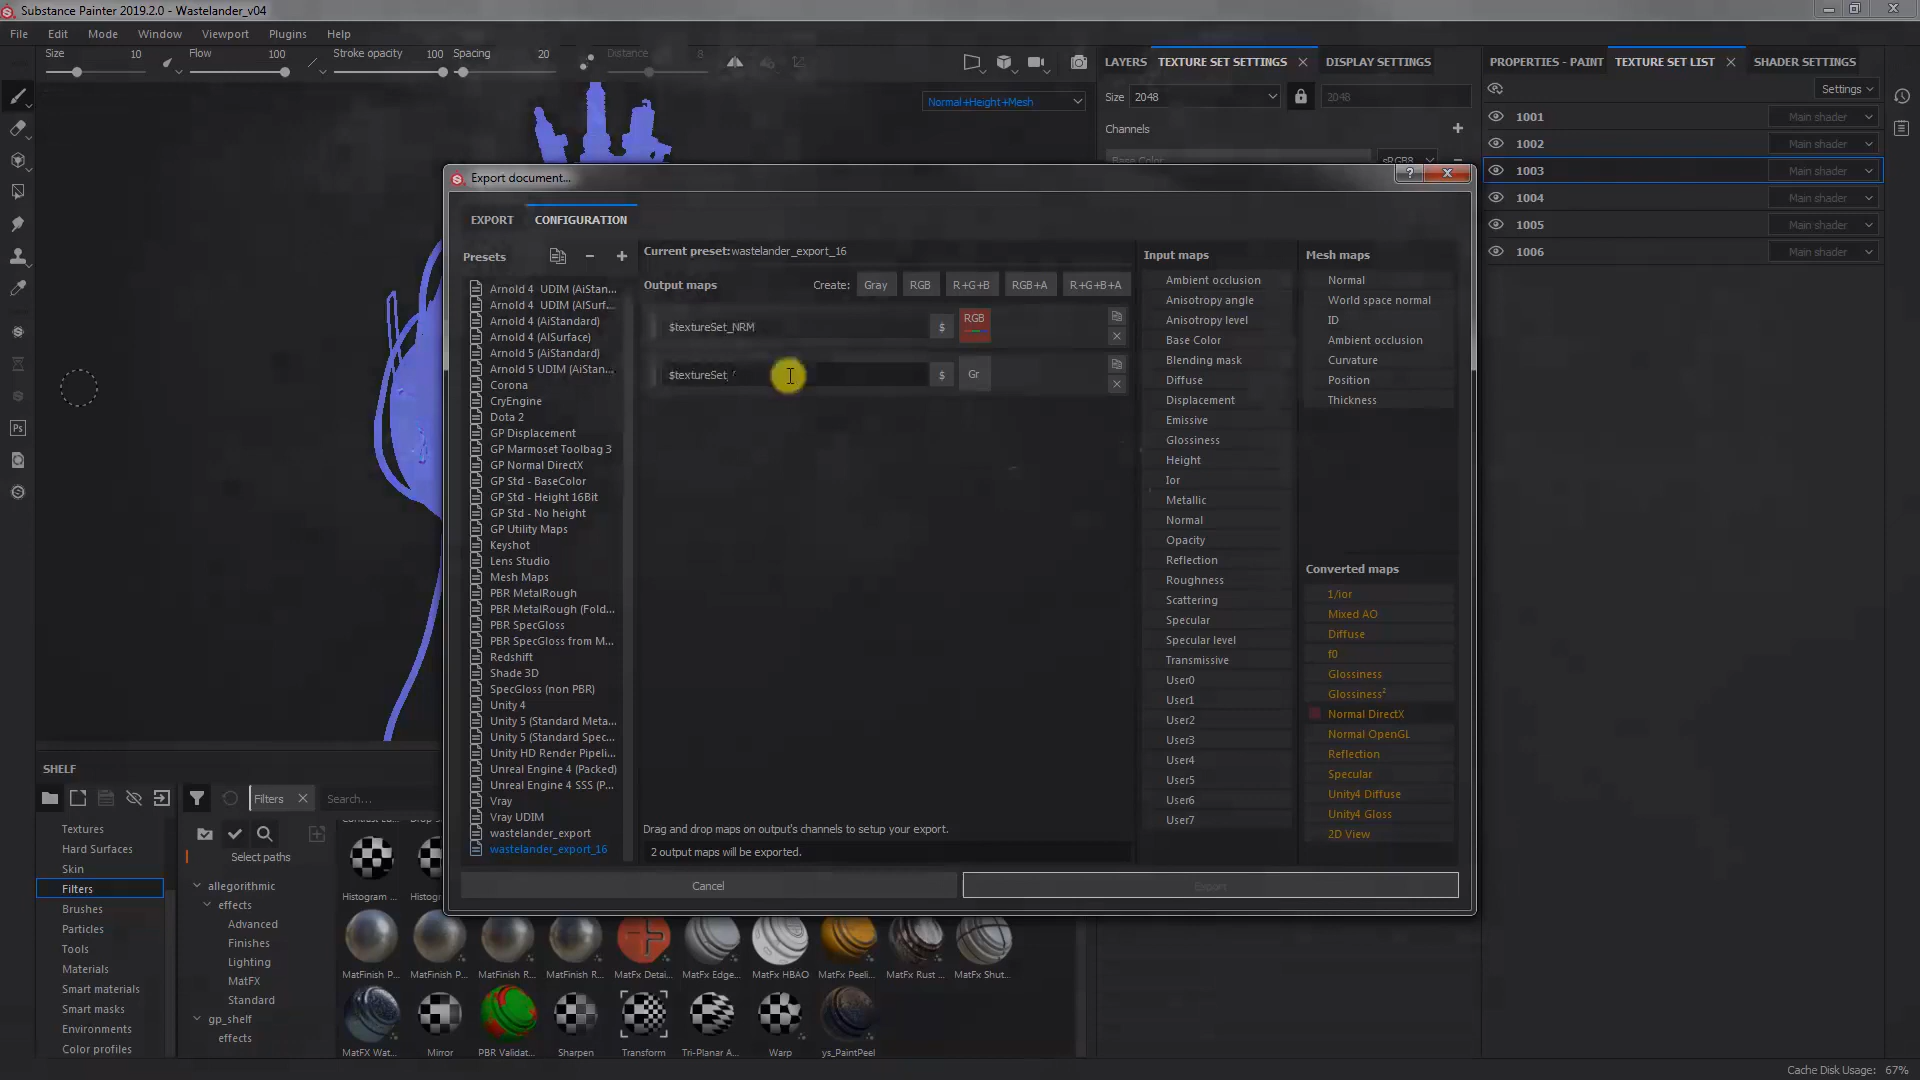 Substance Painter 2019.2.0 - Wastelander_v04
File Edit Mode Window Viewport Plugins Help
Size 10 Flow 100 Stroke opacity 100 Spacing 20 Distance 8
Normal+Height+Mesh
LAYERS TEXTURE SET SETTINGS DISPLAY SETTINGS
Size 2048 2048
Channels
Base Color sRGB8
PROPERTIES - PAINT TEXTURE SET LIST SHADER SETTINGS
Settings
1001 Main shader
1002 Main shader
1003 Main shader
1004 Main shader
1005 Main shader
1006 Main shader
Export document...
EXPORT CONFIGURATION
Presets
Arnold 4 UDIM (AiStan...
Arnold 4 UDIM (AlSurf...
Arnold 4 (AiStandard)
Arnold 4 (AlSurface)
Arnold 5 (AiStandard)
Arnold 5 UDIM (AiStan...
Corona
CryEngine
Dota 2
GP Displacement
GP Marmoset Toolbag 3
GP Normal DirectX
GP Std - BaseColor
GP Std - Height 16Bit
GP Std - No height
GP Utility Maps
Keyshot
Lens Studio
Mesh Maps
PBR MetalRough
PBR MetalRough (Fold...
PBR SpecGloss
PBR SpecGloss from M...
Redshift
Shade 3D
SpecGloss (non PBR)
Unity 4
Unity 5 (Standard Meta...
Unity 5 (Standard Spec...
Unity HD Render Pipeli...
Unreal Engine 4 (Packed)
Unreal Engine 4 SSS (P...
Vray
Vray UDIM
wastelander_export
wastelander_export_16
Current preset:wastelander_export_16
Output maps Create: Gray RGB R+G+B RGB+A R+G+B+A
$textureSet_NRM $ RGB
$textureSet_ $ Gr
Drag and drop maps on output's channels to setup your export.
2 output maps will be exported.
Input maps
Ambient occlusion
Anisotropy angle
Anisotropy level
Base Color
Blending mask
Diffuse
Displacement
Emissive
Glossiness
Height
Ior
Metallic
Normal
Opacity
Reflection
Roughness
Scattering
Specular
Specular level
Transmissive
User0
User1
User2
User3
User4
User5
User6
User7
Mesh maps
Normal
World space normal
ID
Ambient occlusion
Curvature
Position
Thickness
Converted maps
1/ior
Mixed AO
Diffuse
f0
Glossiness
Glossiness²
Normal DirectX
Normal OpenGL
Reflection
Specular
Unity4 Diffuse
Unity4 Gloss
2D View
Cancel Export
SHELF
Filters Search...
Textures
Hard Surfaces
Skin
Filters
Brushes
Particles
Tools
Materials
Smart materials
Smart masks
Environments
Color profiles
Select paths
allegorithmic
effects
Advanced
Finishes
Lighting
MatFX
Standard
gp_shelf
effects
Histogram Histogr...
MatFinish P... MatFinish P... MatFinish R... MatFinish R... MatFx Detai... MatFx Edge... MatFx HBAO MatFx Peeli... MatFx Rust ... MatFx Shut...
MatFX Wat... Mirror PBR Validat... Sharpen Transform Tri-Planar A... Warp ys_PaintPeel
Cache Disk Usage: 67%